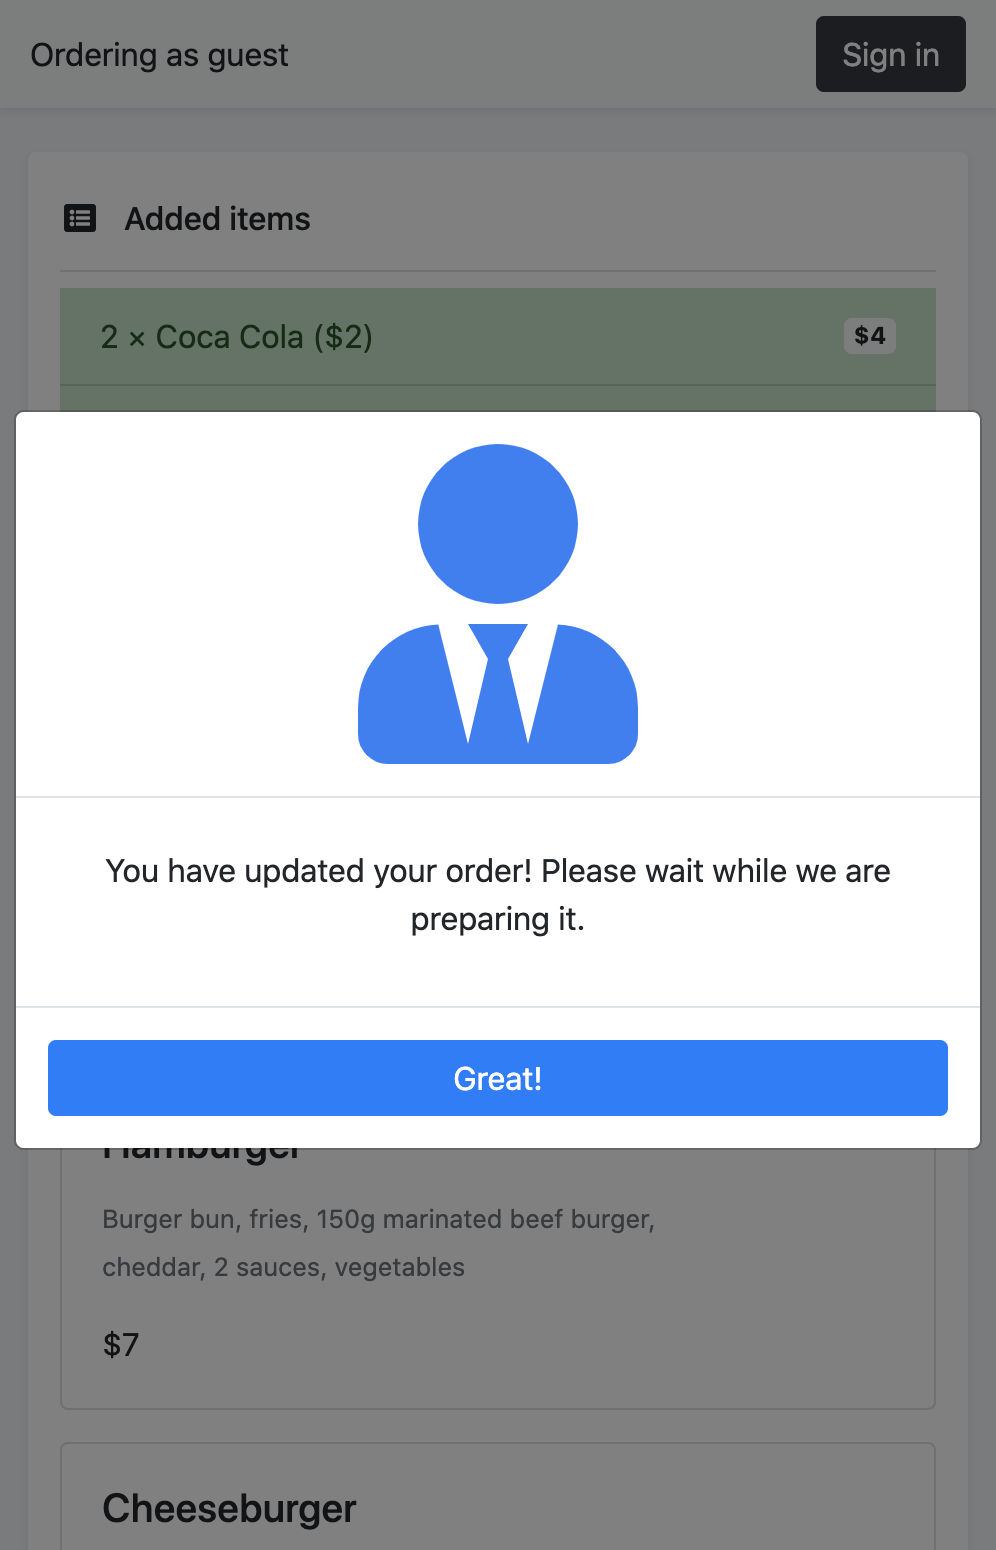 Ordering as guest
Sign in
Added items
2 × Coca Cola ($2)
$4
You have updated your order! Please wait while we are
preparing it.
Great!
Hamburger
Burger bun, fries, 150g marinated beef burger,
cheddar, 2 sauces, vegetables
$7
Cheeseburger